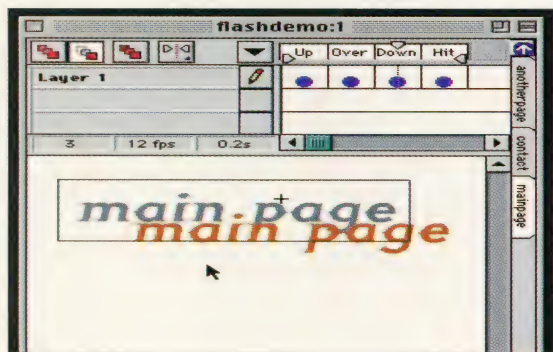 flashdemo:1
Up Over Down Hit
Layer 1
3 12 fps 0.2s
anotherpage
contact
mainpage
main page
main page